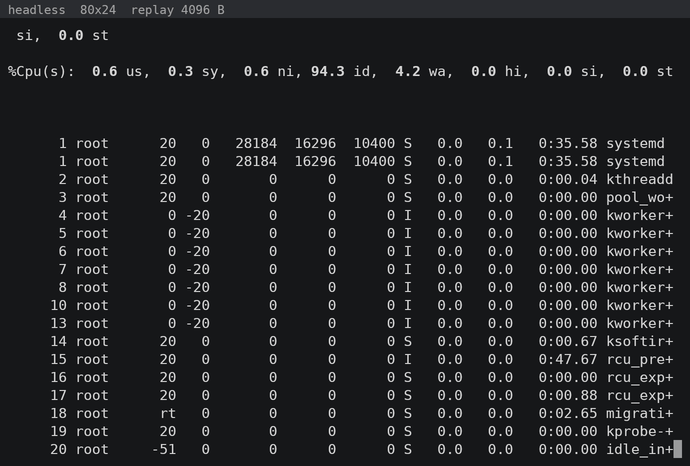 headless  80x24  replay 4096 B
 si,  0.0 st
%Cpu(s):  0.6 us,  0.3 sy,  0.6 ni, 94.3 id,  4.2 wa,  0.0 hi,  0.0 si,  0.0 st
      1 root      20   0   28184  16296  10400 S   0.0   0.1   0:35.58 systemd
      1 root      20   0   28184  16296  10400 S   0.0   0.1   0:35.58 systemd
      2 root      20   0       0      0      0 S   0.0   0.0   0:00.04 kthreadd
      3 root      20   0       0      0      0 S   0.0   0.0   0:00.00 pool_wo+
      4 root       0 -20       0      0      0 I   0.0   0.0   0:00.00 kworker+
      5 root       0 -20       0      0      0 I   0.0   0.0   0:00.00 kworker+
      6 root       0 -20       0      0      0 I   0.0   0.0   0:00.00 kworker+
      7 root       0 -20       0      0      0 I   0.0   0.0   0:00.00 kworker+
      8 root       0 -20       0      0      0 I   0.0   0.0   0:00.00 kworker+
     10 root       0 -20       0      0      0 I   0.0   0.0   0:00.00 kworker+
     13 root       0 -20       0      0      0 I   0.0   0.0   0:00.00 kworker+
     14 root      20   0       0      0      0 S   0.0   0.0   0:00.67 ksoftir+
     15 root      20   0       0      0      0 I   0.0   0.0   0:47.67 rcu_pre+
     16 root      20   0       0      0      0 S   0.0   0.0   0:00.00 rcu_exp+
     17 root      20   0       0      0      0 S   0.0   0.0   0:00.88 rcu_exp+
     18 root      rt   0       0      0      0 S   0.0   0.0   0:02.65 migrati+
     19 root      20   0       0      0      0 S   0.0   0.0   0:00.00 kprobe-+
     20 root     -51   0       0      0      0 S   0.0   0.0   0:00.00 idle_in+